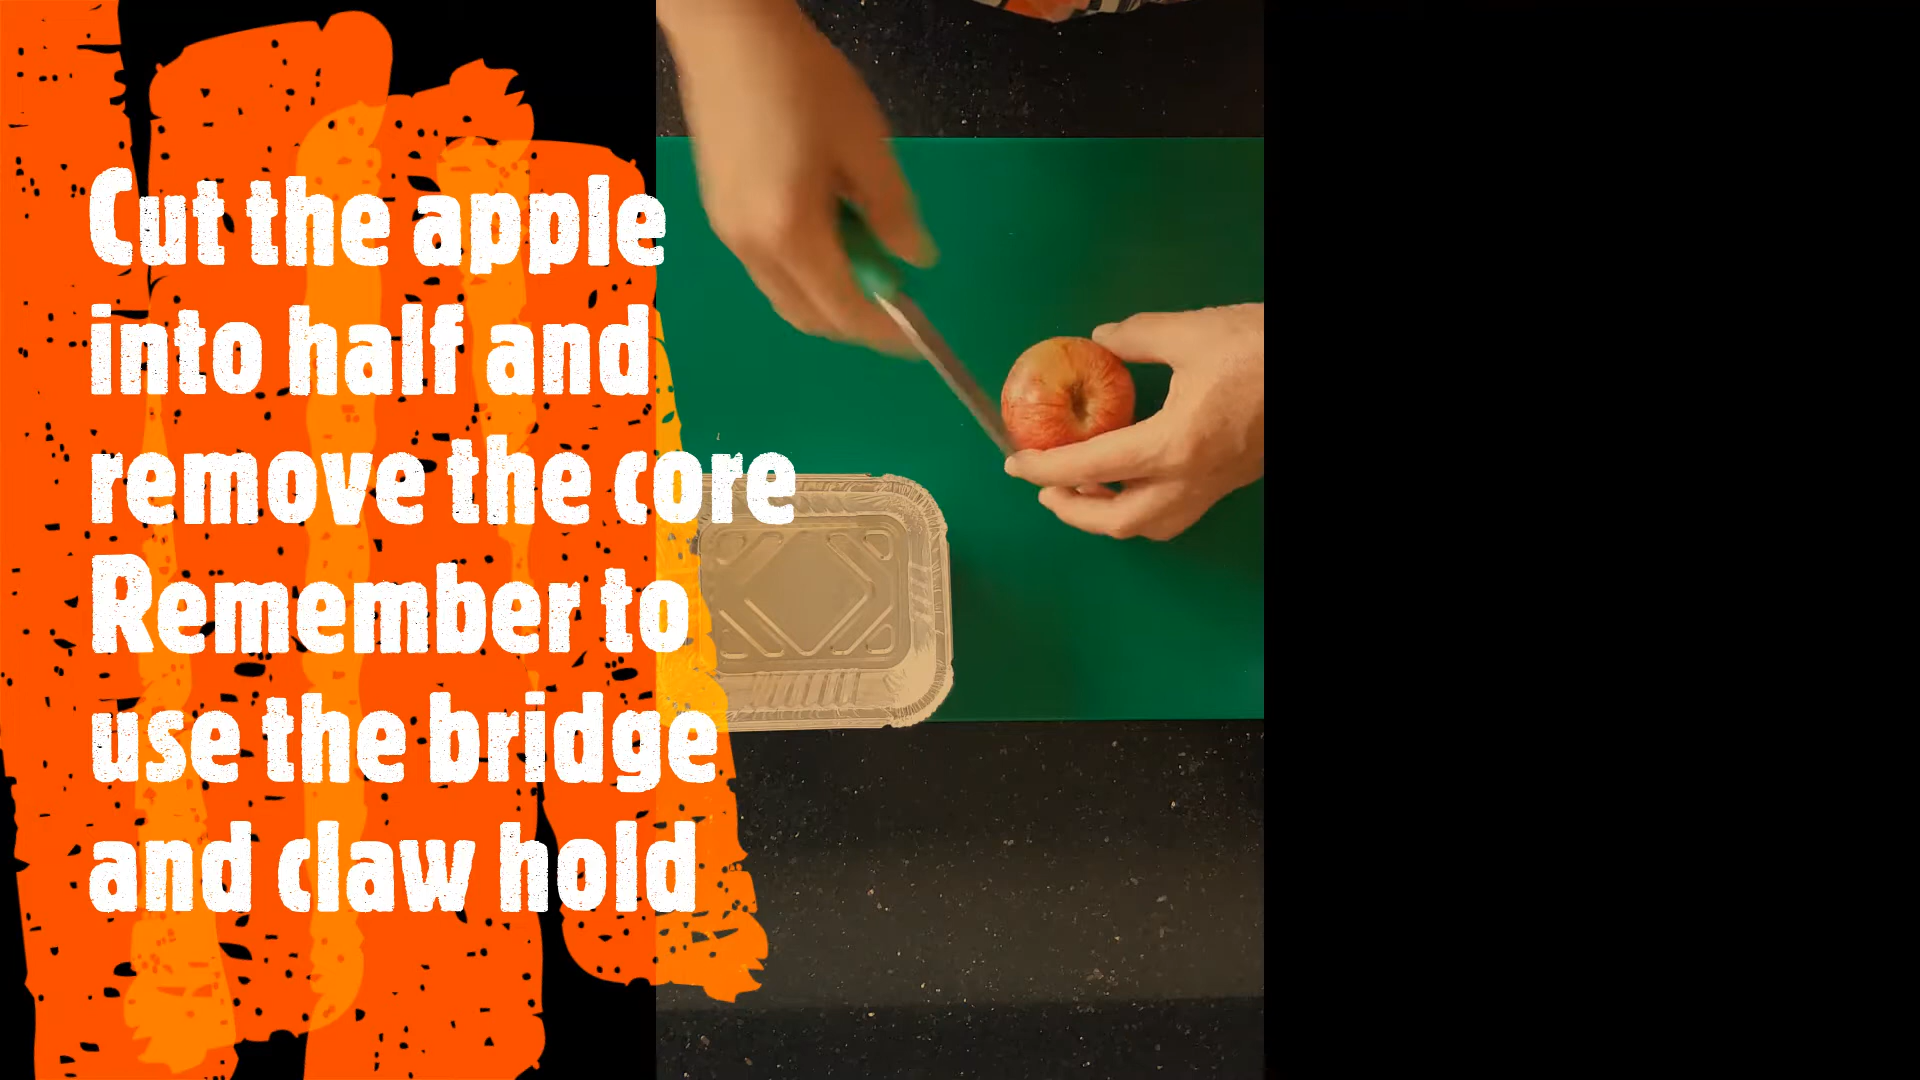 Cut the apple
into half and
remove the core
Remember to
use the bridge
and claw hold